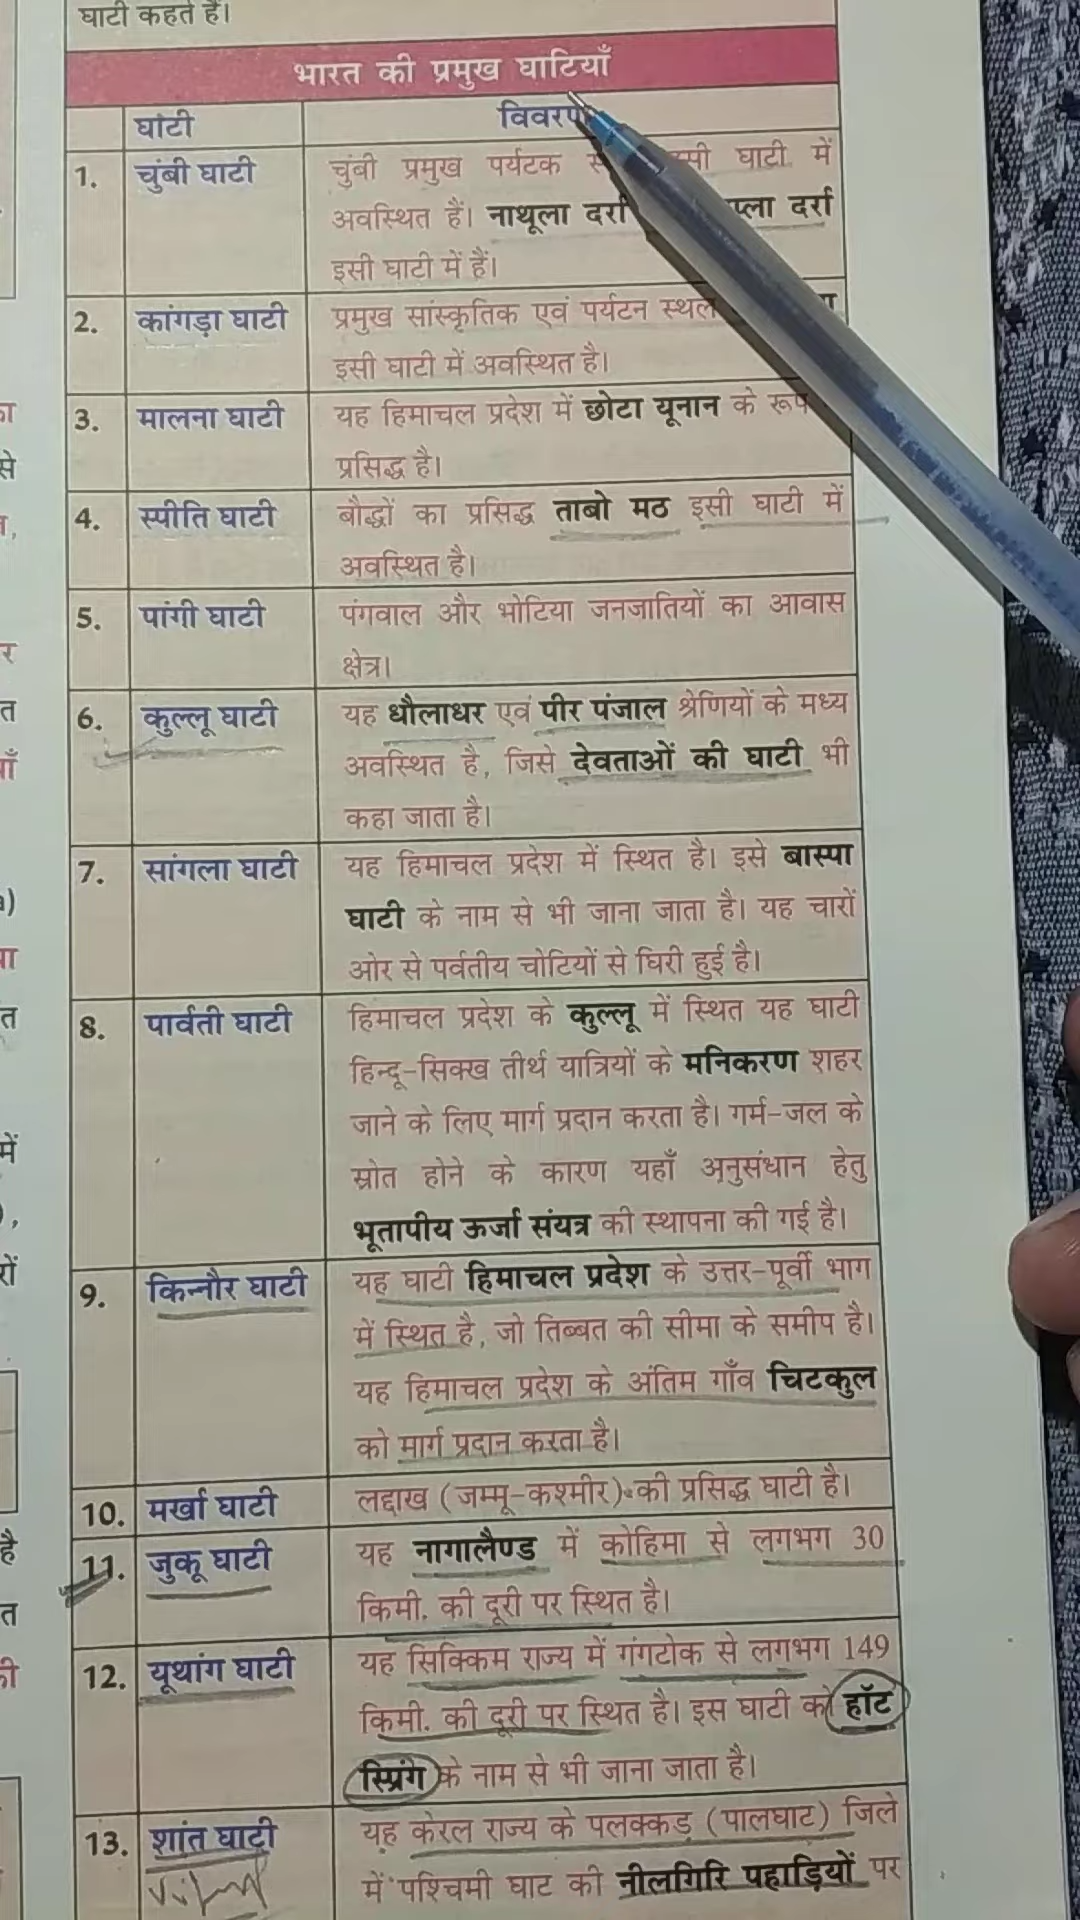 घाटी कहते हैं।
भारत की प्रमुख घाटियाँ
घांटी विवरण
1. चुंबी घाटी चुंबी प्रमुख पर्यटक घाटी में
अवस्थित हैं। नाथूला दर्रा दर्रा
इसी घाटी में हैं।
2. कांगड़ा घाटी प्रमुख सांस्कृतिक एवं पर्यटन स्थल
इसी घाटी में अवस्थित है।
3. मालना घाटी यह हिमाचल प्रदेश में छोटा यूनान के रूप
प्रसिद्ध है।
4. स्पीति घाटी बौद्धों का प्रसिद्ध ताबो मठ इसी घाटी में
अवस्थित है।
5. पांगी घाटी पंगवाल और भोटिया जनजातियों का आवास
क्षेत्र।
6. कुल्लू घाटी यह धौलाधर एवं पीर पंजाल श्रेणियों के मध्य
अवस्थित है, जिसे देवताओं की घाटी भी
कहा जाता है।
7. सांगला घाटी यह हिमाचल प्रदेश में स्थित है। इसे बास्पा
घाटी के नाम से भी जाना जाता है। यह चारों
ओर से पर्वतीय चोटियों से घिरी हुई है।
8. पार्वती घाटी हिमाचल प्रदेश के कुल्लू में स्थित यह घाटी
हिन्दू-सिक्ख तीर्थ यात्रियों के मनिकरण शहर
जाने के लिए मार्ग प्रदान करता है। गर्म-जल के
स्रोत होने के कारण यहाँ अनुसंधान हेतु
भूतापीय ऊर्जा संयत्र की स्थापना की गई है।
9. किन्नौर घाटी यह घाटी हिमाचल प्रदेश के उत्तर-पूर्वी भाग
में स्थित है, जो तिब्बत की सीमा के समीप है।
यह हिमाचल प्रदेश के अंतिम गाँव चिटकुल
को मार्ग प्रदान करता है।
10. मर्खा घाटी लद्दाख (जम्मू-कश्मीर) की प्रसिद्ध घाटी है।
11. जुकू घाटी यह नागालैण्ड में कोहिमा से लगभग 30
किमी. की दूरी पर स्थित है।
12. यूथांग घाटी यह सिक्किम राज्य में गंगटोक से लगभग 149
किमी. की दूरी पर स्थित है। इस घाटी को हॉट
स्प्रिंग के नाम से भी जाना जाता है।
13. शांत घाटी यह केरल राज्य के पलक्कड़ (पालघाट) जिले
में पश्चिमी घाट की नीलगिरि पहाड़ियों पर